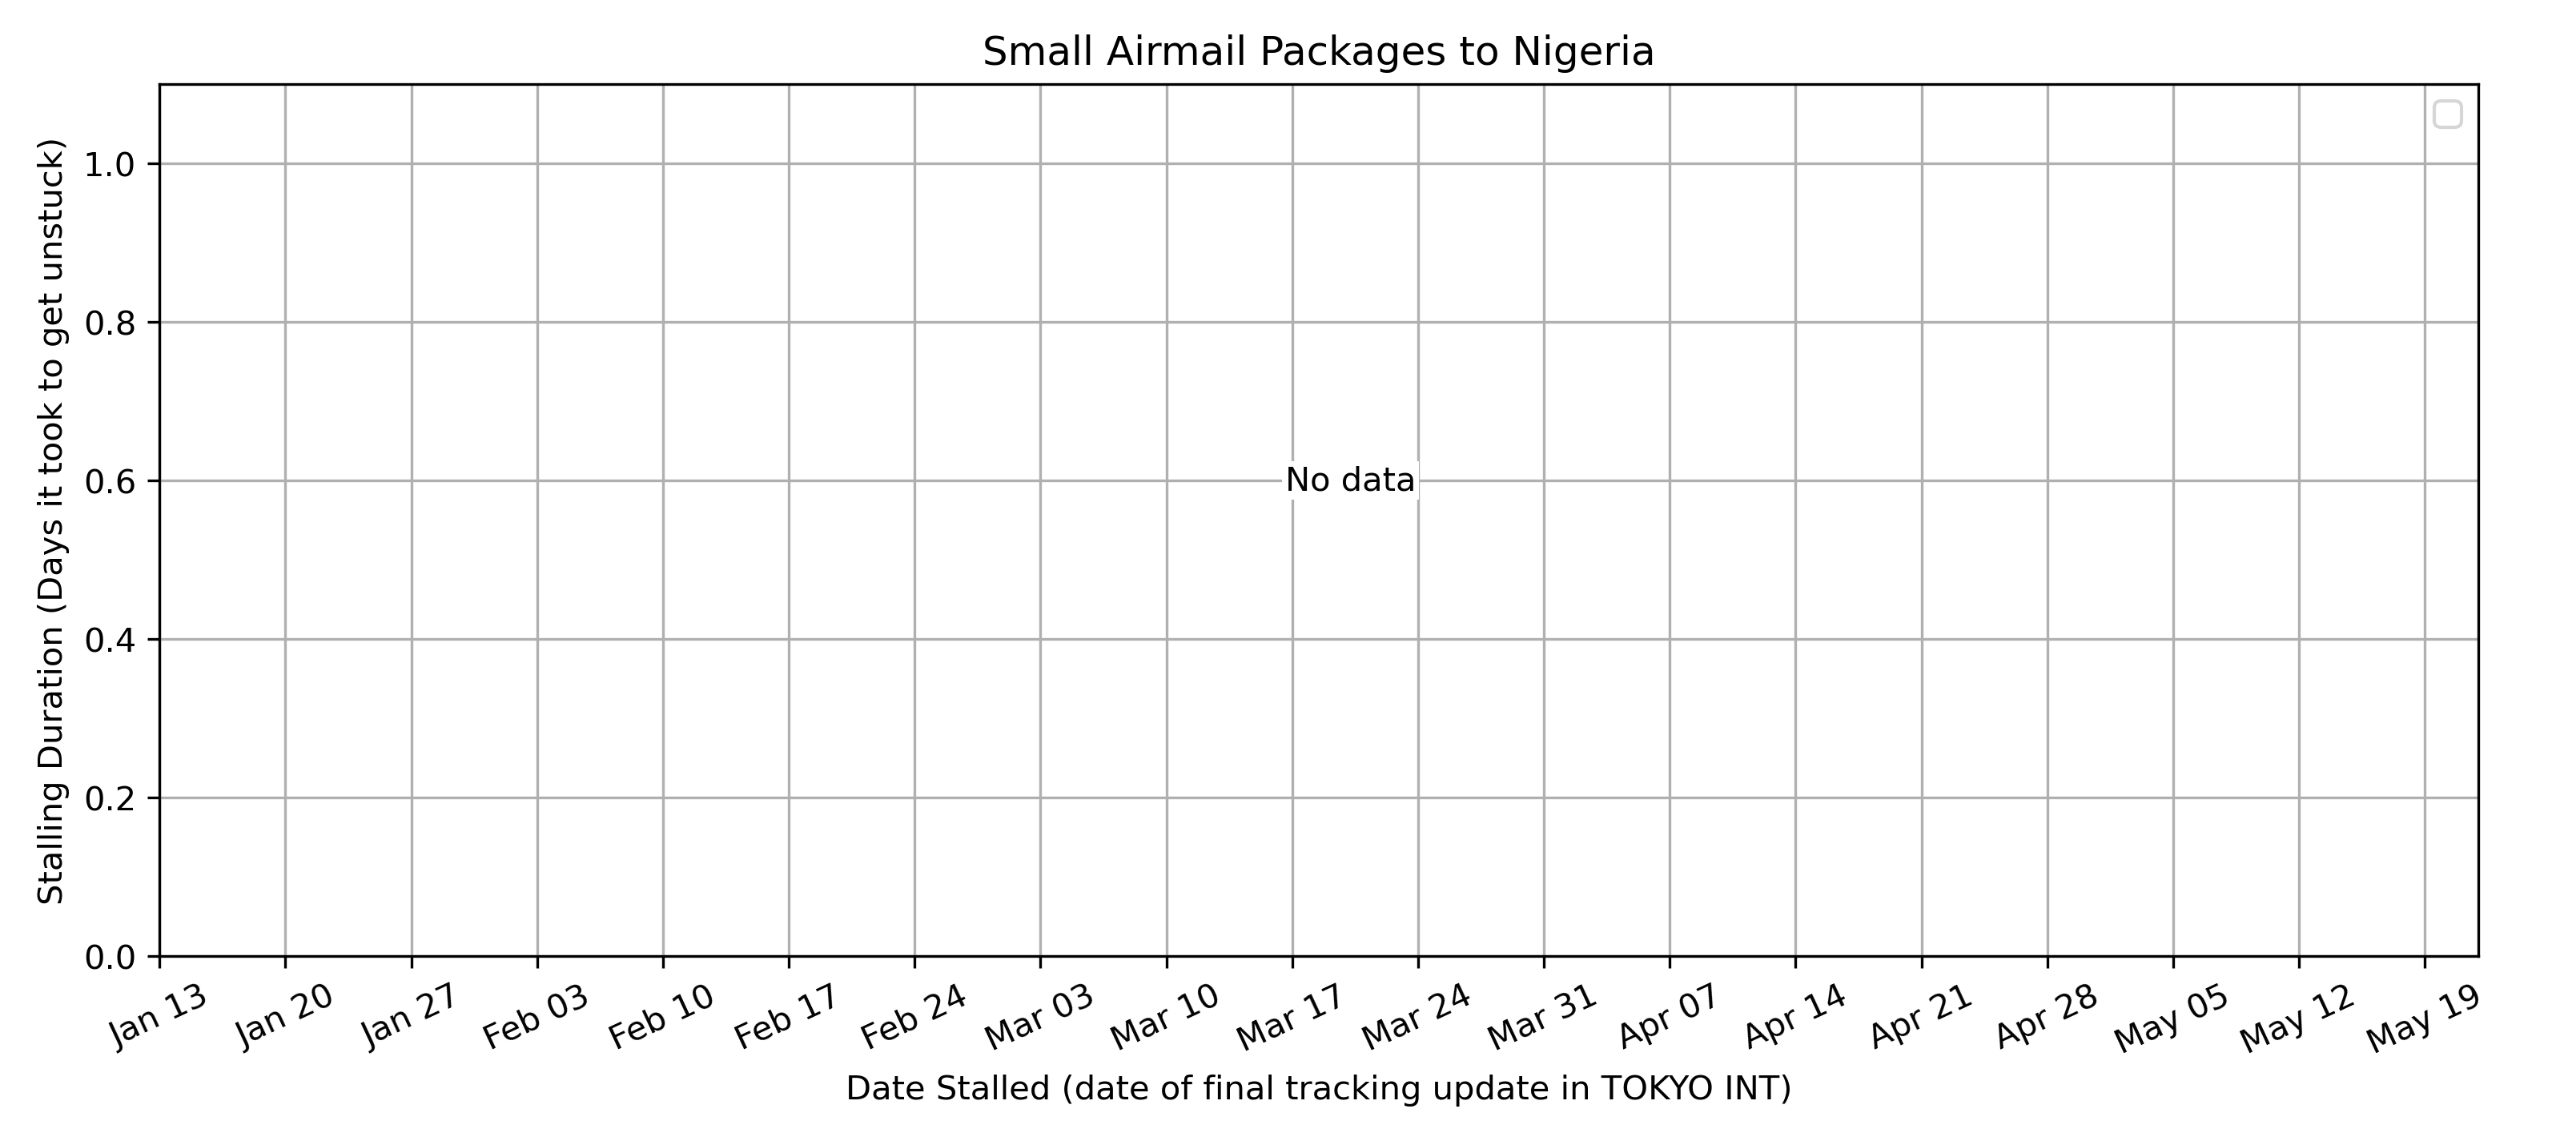 Small Airmail Packages to Nigeria
Stalling Duration (Days it took to get unstuck)
1.0
0.8
0.6
0.4
0.2
0.0
No data
Jan 13
Jan 20
Jan 27
Feb 03
Feb 10
Feb 17
Feb 24
Mar 03
Mar 10
Mar 17
Mar 24
Mar 31
Apr 07
Apr 14
Apr 21
Apr 28
May 05
May 12
May 19
Date Stalled (date of final tracking update in TOKYO INT)